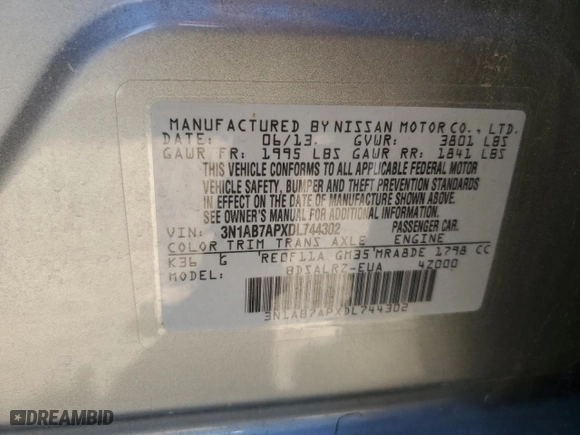 MANUFACTURED BY NISSAN MOTOR CO., LTD.
DATE: 06/13 GVWR: 3801 LBS
GAWR FR: 1995 LBS GAWR RR: 1841 LBS
THIS VEHICLE CONFORMS TO ALL APPLICABLE FEDERAL MOTOR
VEHICLE SAFETY, BUMPER AND THEFT PREVENTION STANDARDS
IN EFFECT ON THE DATE OF MANUFACTURE SHOWN ABOVE.
SEE OWNER'S MANUAL FOR ADDITIONAL INFORMATION.
VIN: 3N1AB7APXDL744302 PASSENGER CAR.
COLOR TRIM TRANS AXLE ENGINE
K36 G RE0F11A GM35 MRA8DE 1798 CC
MODEL: BDSALRZ-EUA 42000
3N1AB7APXDL744302
DREAMBID